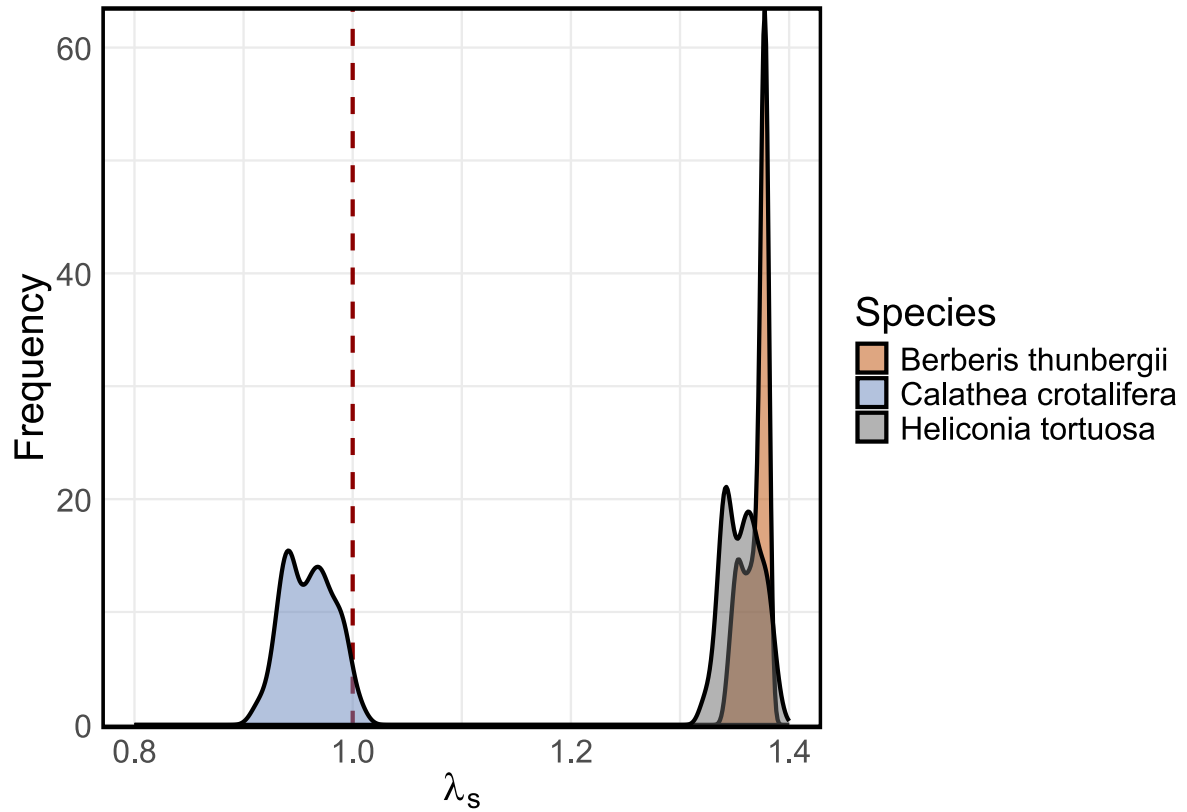 Frequency
60
40
20
0
0.8 1.0 1.2 1.4
λs
Species
Berberis thunbergii
Calathea crotalifera
Heliconia tortuosa